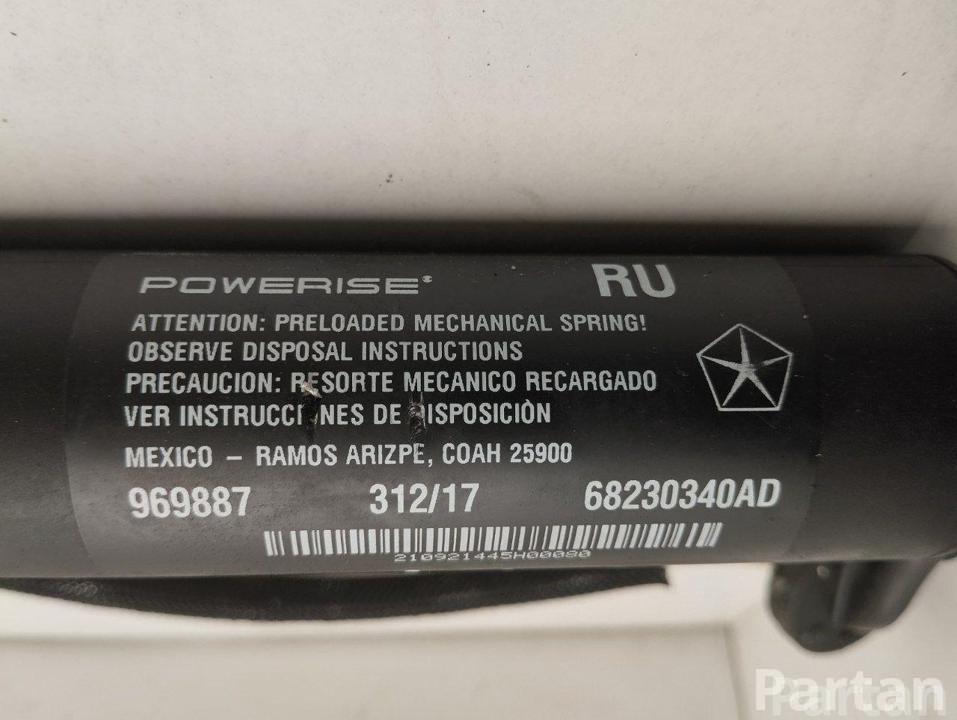 POWERISE®
RU
ATTENTION: PRELOADED MECHANICAL SPRING!
OBSERVE DISPOSAL INSTRUCTIONS
PRECAUCION: RESORTE MECANICO RECARGADO
VER INSTRUCCIONES DE DISPOSICIÒN
MEXICO – RAMOS ARIZPE, COAH 25900
969887 312/17 68230340AD
210921445H00080
Partan